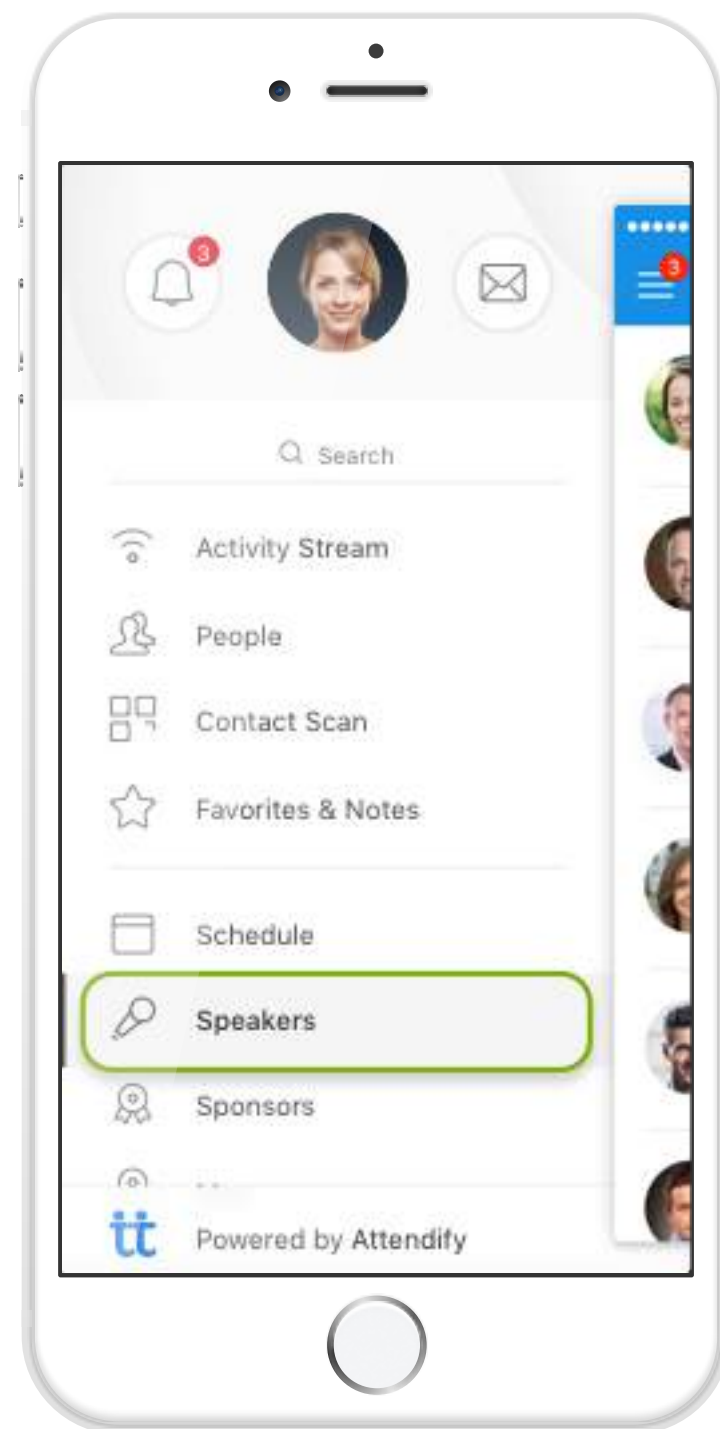 3
3
Search
Activity Stream
People
Contact Scan
Favorites & Notes
Schedule
Speakers
Sponsors
tt
Powered by Attendify